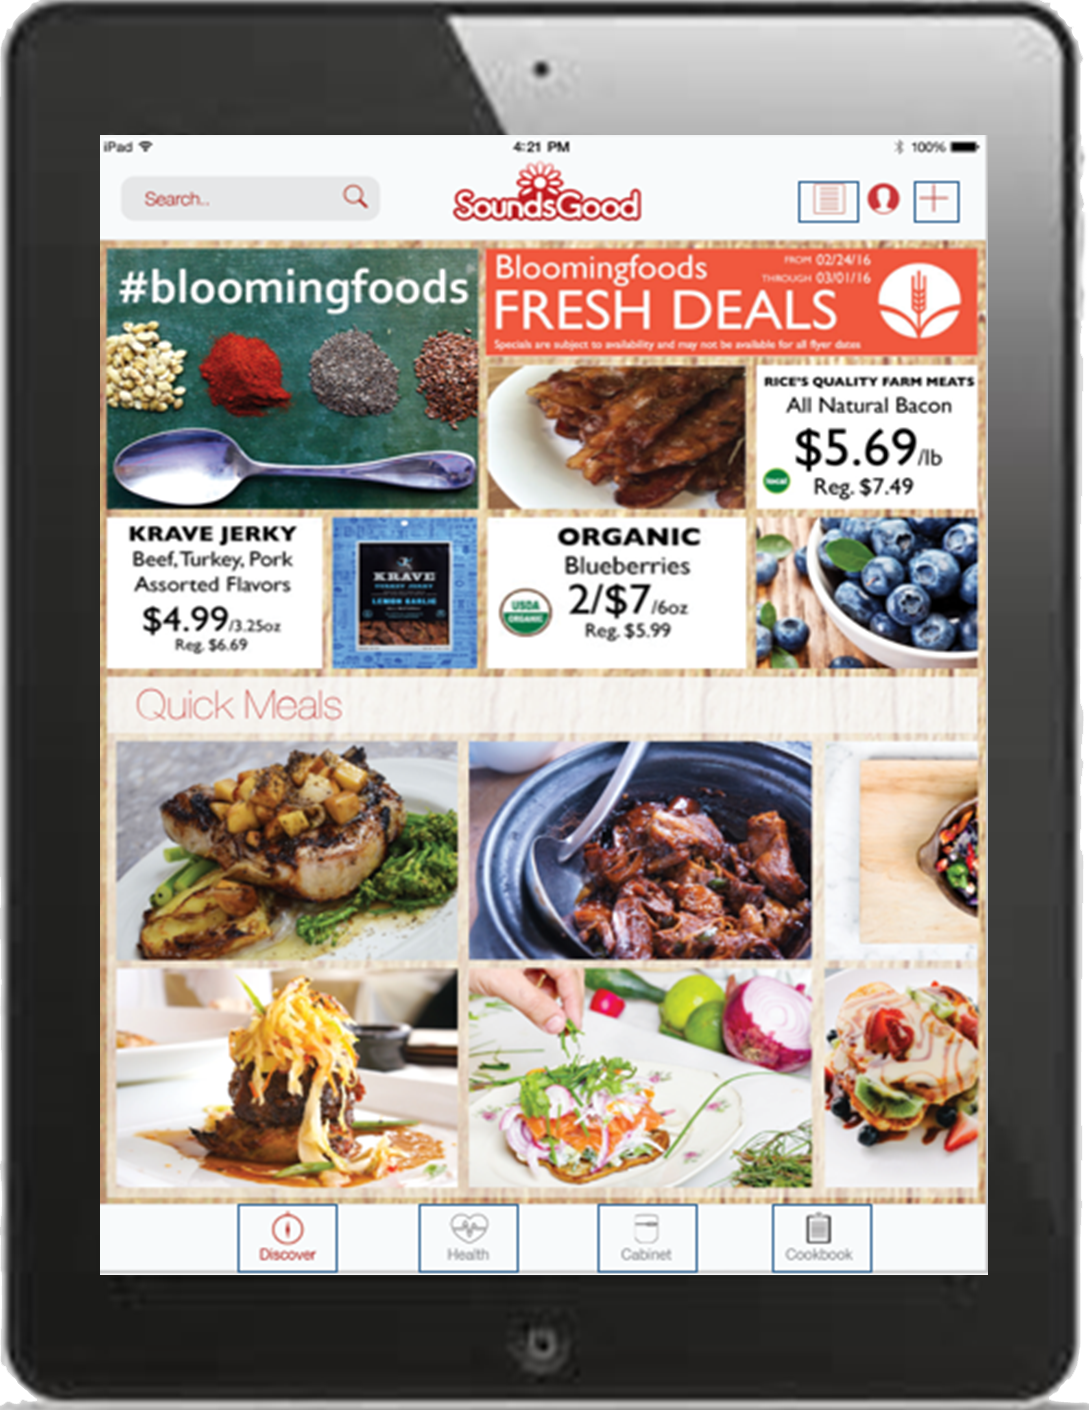 iPad
4:21 PM
100%
Search..
SoundsGood
#bloomingfoods
Bloomingfoods
FRESH DEALS
FROM 02/24/16
THROUGH 03/01/16
Specials are subject to availability and may not be available for all flyer dates
RICE'S QUALITY FARM MEATS
All Natural Bacon
$5.69/lb
local
Reg. $7.49
KRAVE JERKY
Beef, Turkey, Pork
Assorted Flavors
$4.99/3.25oz
Reg. $6.69
KRAVE
TURKEY JERKY
LEMON GARLIC
ORGANIC
Blueberries
2/$7/6oz
Reg. $5.99
USDA
ORGANIC
Quick Meals
Discover
Health
Cabinet
Cookbook